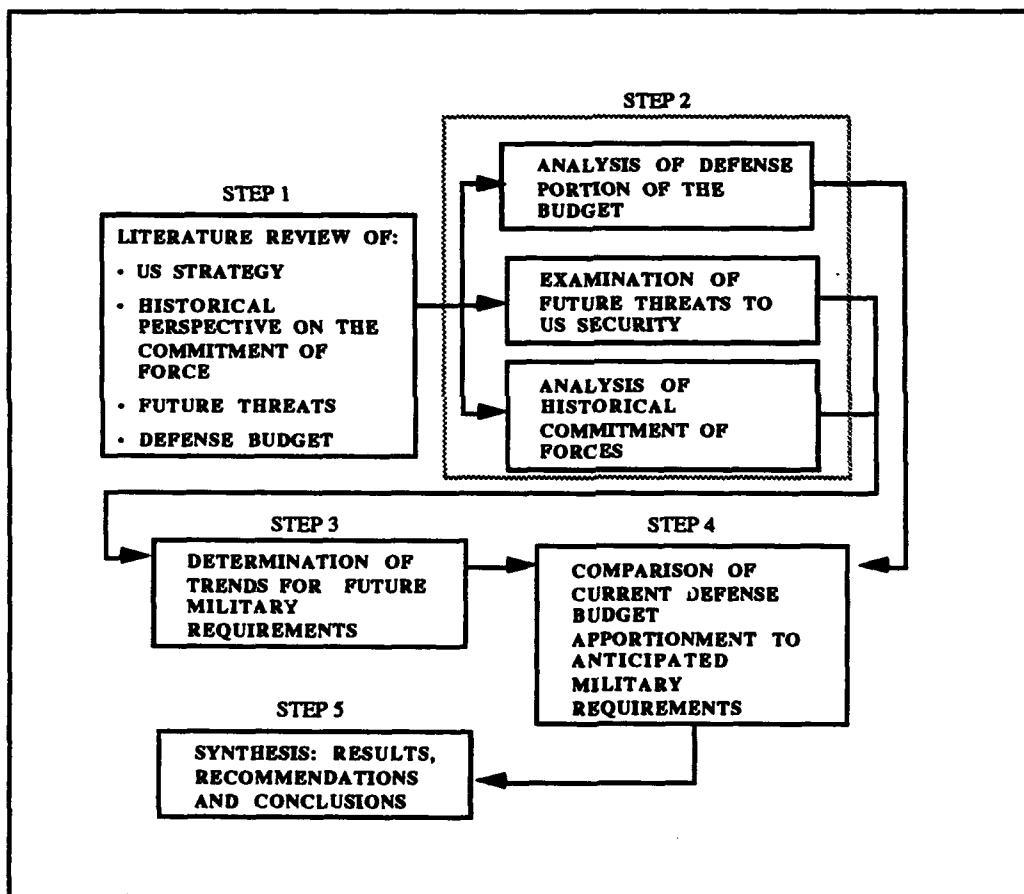 STEP 1
LITERATURE REVIEW OF:
• US STRATEGY
• HISTORICAL
PERSPECTIVE ON THE
COMMITMENT OF
FORCE
• FUTURE THREATS
• DEFENSE BUDGET
STEP 2
ANALYSIS OF DEFENSE
PORTION OF THE
BUDGET
EXAMINATION OF
FUTURE THREATS TO
US SECURITY
ANALYSIS OF
HISTORICAL
COMMITMENT OF
FORCES
STEP 3
DETERMINATION OF
TRENDS FOR FUTURE
MILITARY
REQUIREMENTS
STEP 4
COMPARISON OF
CURRENT DEFENSE
BUDGET
APPORTIONMENT TO
ANTICIPATED
MILITARY
REQUIREMENTS
STEP 5
SYNTHESIS: RESULTS,
RECOMMENDATIONS
AND CONCLUSIONS